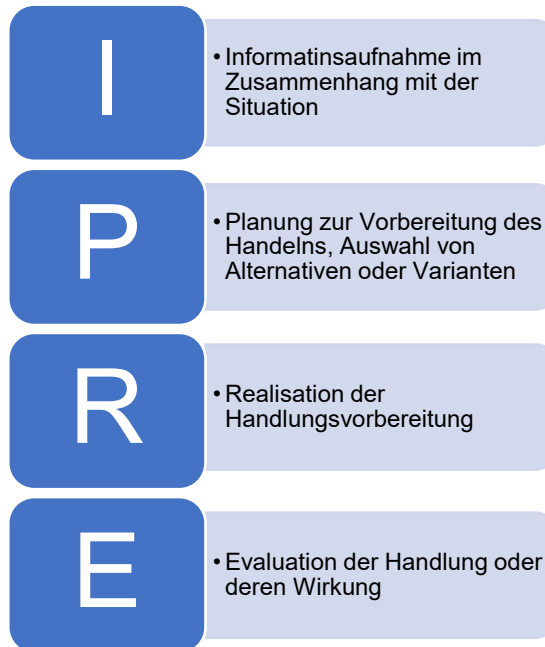 I
• Informatinsaufnahme im
Zusammenhang mit der
Situation
P
• Planung zur Vorbereitung des
Handelns, Auswahl von
Alternativen oder Varianten
R
• Realisation der
Handlungsvorbereitung
E
• Evaluation der Handlung oder
deren Wirkung